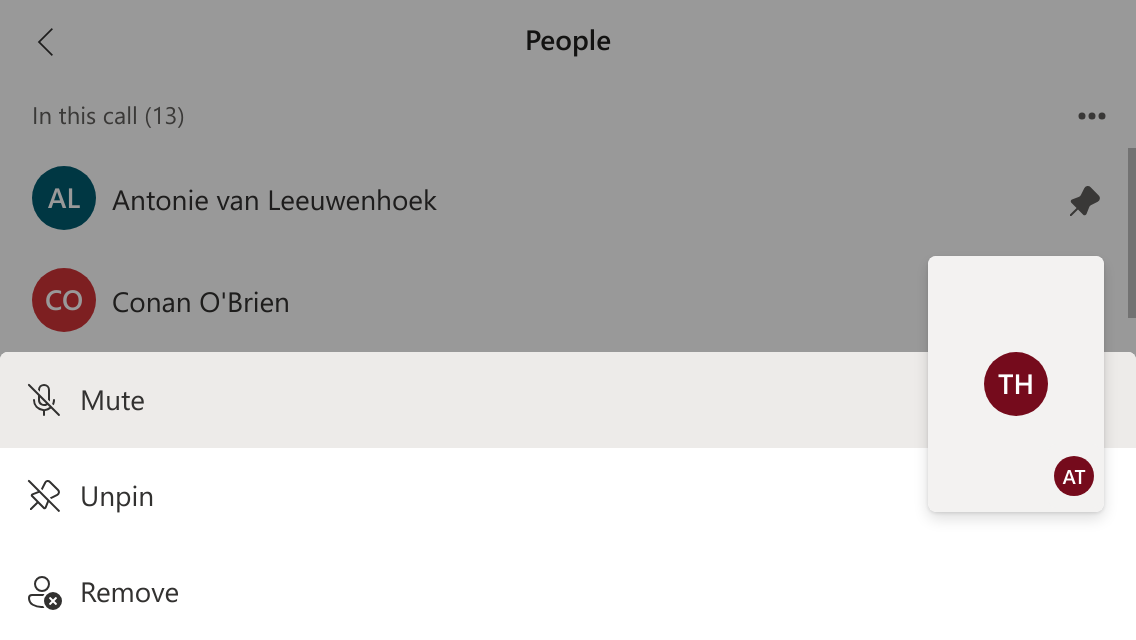 People
In this call (13)
AL Antonie van Leeuwenhoek
CO Conan O'Brien
TH
AT
Mute
Unpin
Remove